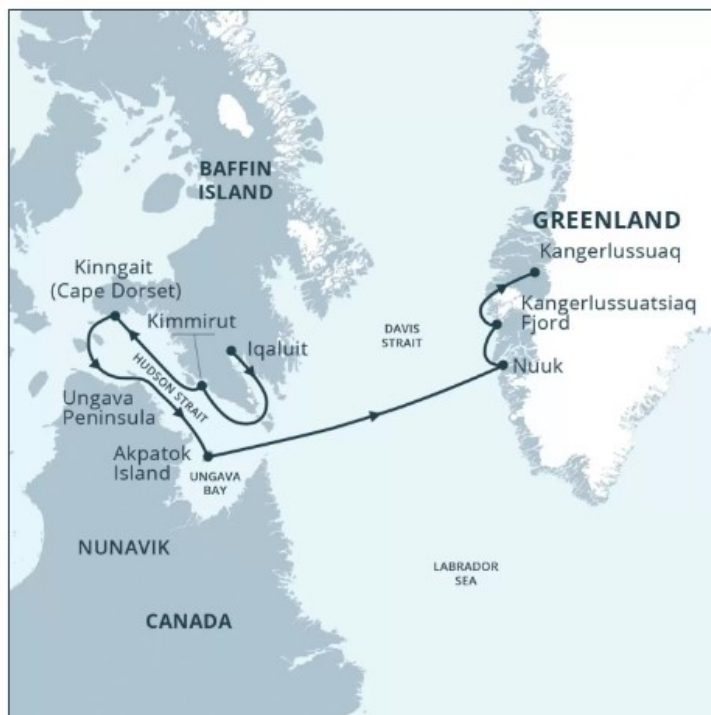 BAFFIN
ISLAND
GREENLAND
Kangerlussuaq
Kinngait
(Cape Dorset)
Kimmirut
Kangerlussuatsiaq
Fjord
DAVIS
STRAIT
Iqaluit
Nuuk
HUDSON STRAIT
Ungava
Peninsula
Akpatok
Island
UNGAVA
BAY
NUNAVIK
LABRADOR
SEA
CANADA